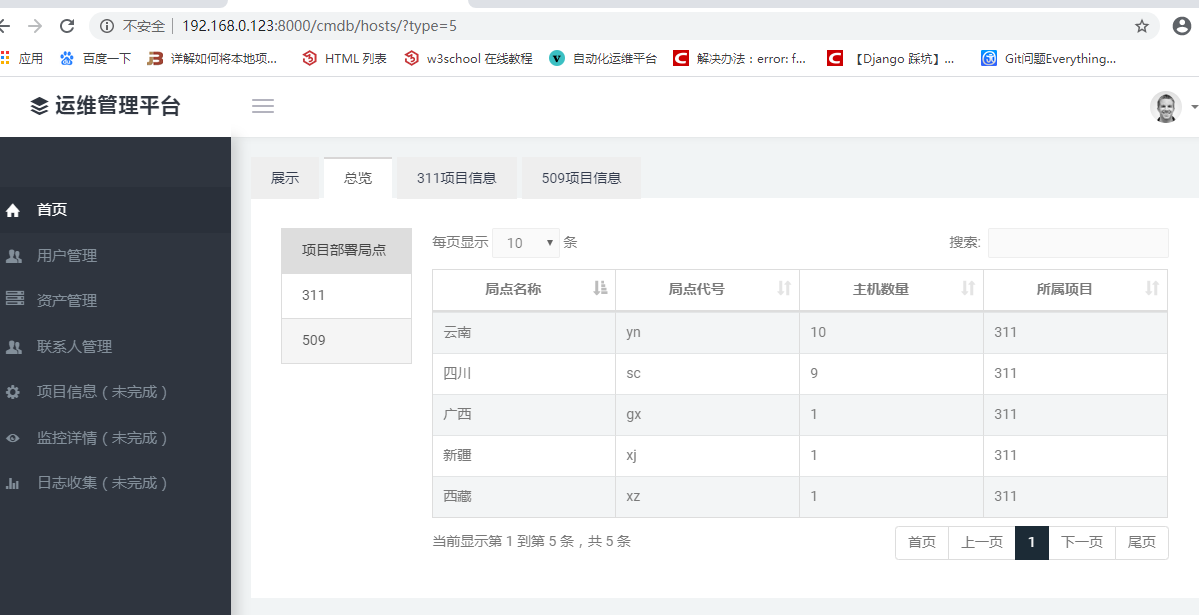 不安全 192.168.0.123:8000/cmdb/hosts/?type=5
应用 百度一下 详解如何将本地项... HTML 列表 w3school 在线教程 自动化运维平台 解决办法：error: f... 【Django 踩坑】... Git问题Everything...
运维管理平台
首页
用户管理
资产管理
联系人管理
项目信息（未完成）
监控详情（未完成）
日志收集（未完成）
展示 总览 311项目信息 509项目信息
项目部署局点
311
509
每页显示 10 条 搜索:
局点名称 局点代号 主机数量 所属项目
云南 yn 10 311
四川 sc 9 311
广西 gx 1 311
新疆 xj 1 311
西藏 xz 1 311
当前显示第 1 到第 5 条，共 5 条
首页 上一页 1 下一页 尾页